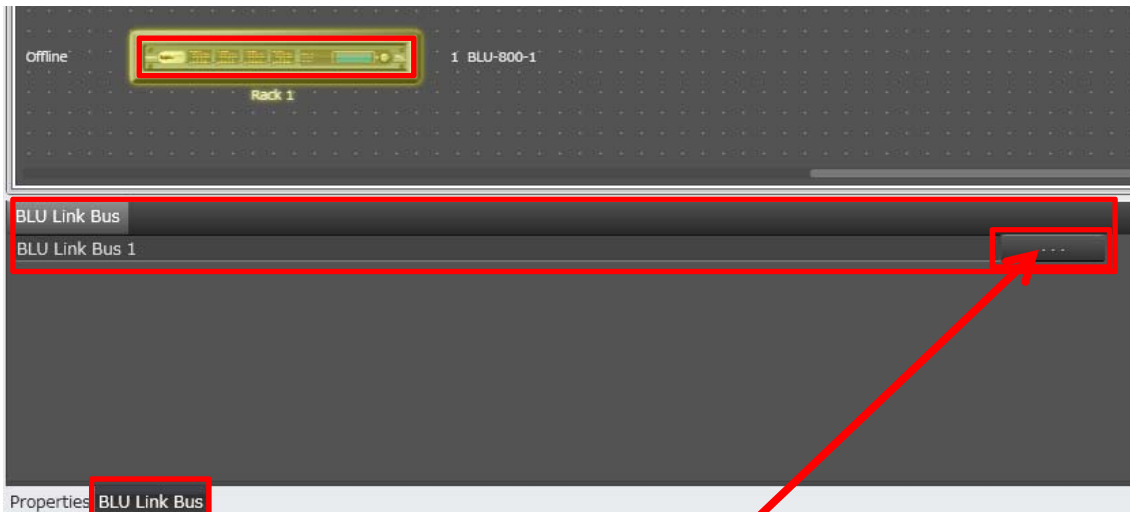 Offline
1 BLU-800-1
Rack 1
BLU Link Bus
BLU Link Bus 1
...
Properties BLU Link Bus